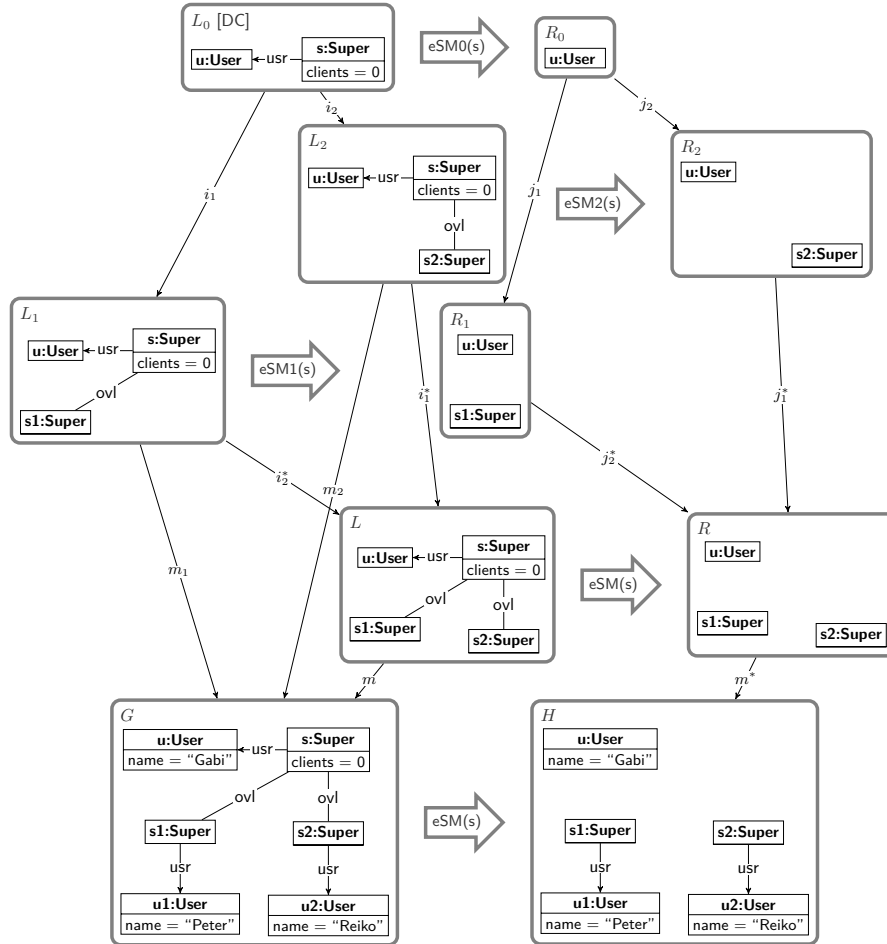 L₀ [DC]
u:User
usr
s:Super
clients = 0
eSM0(s)
R₀
u:User
i₂
j₂
L₂
u:User
usr
s:Super
clients = 0
ovl
s2:Super
i₁
j₁
eSM2(s)
R₂
u:User
s2:Super
L₁
u:User
usr
s:Super
clients = 0
ovl
s1:Super
eSM1(s)
R₁
u:User
s1:Super
i₁*
j₁*
i₂*
j₂*
m₂
m₁
L
u:User
usr
s:Super
clients = 0
ovl
ovl
s1:Super
s2:Super
eSM(s)
R
u:User
s1:Super
s2:Super
m
m*
G
u:User
name = “Gabi”
usr
s:Super
clients = 0
ovl
ovl
s1:Super
s2:Super
usr
usr
u1:User
name = “Peter”
u2:User
name = “Reiko”
eSM(s)
H
u:User
name = “Gabi”
s1:Super
s2:Super
usr
usr
u1:User
name = “Peter”
u2:User
name = “Reiko”